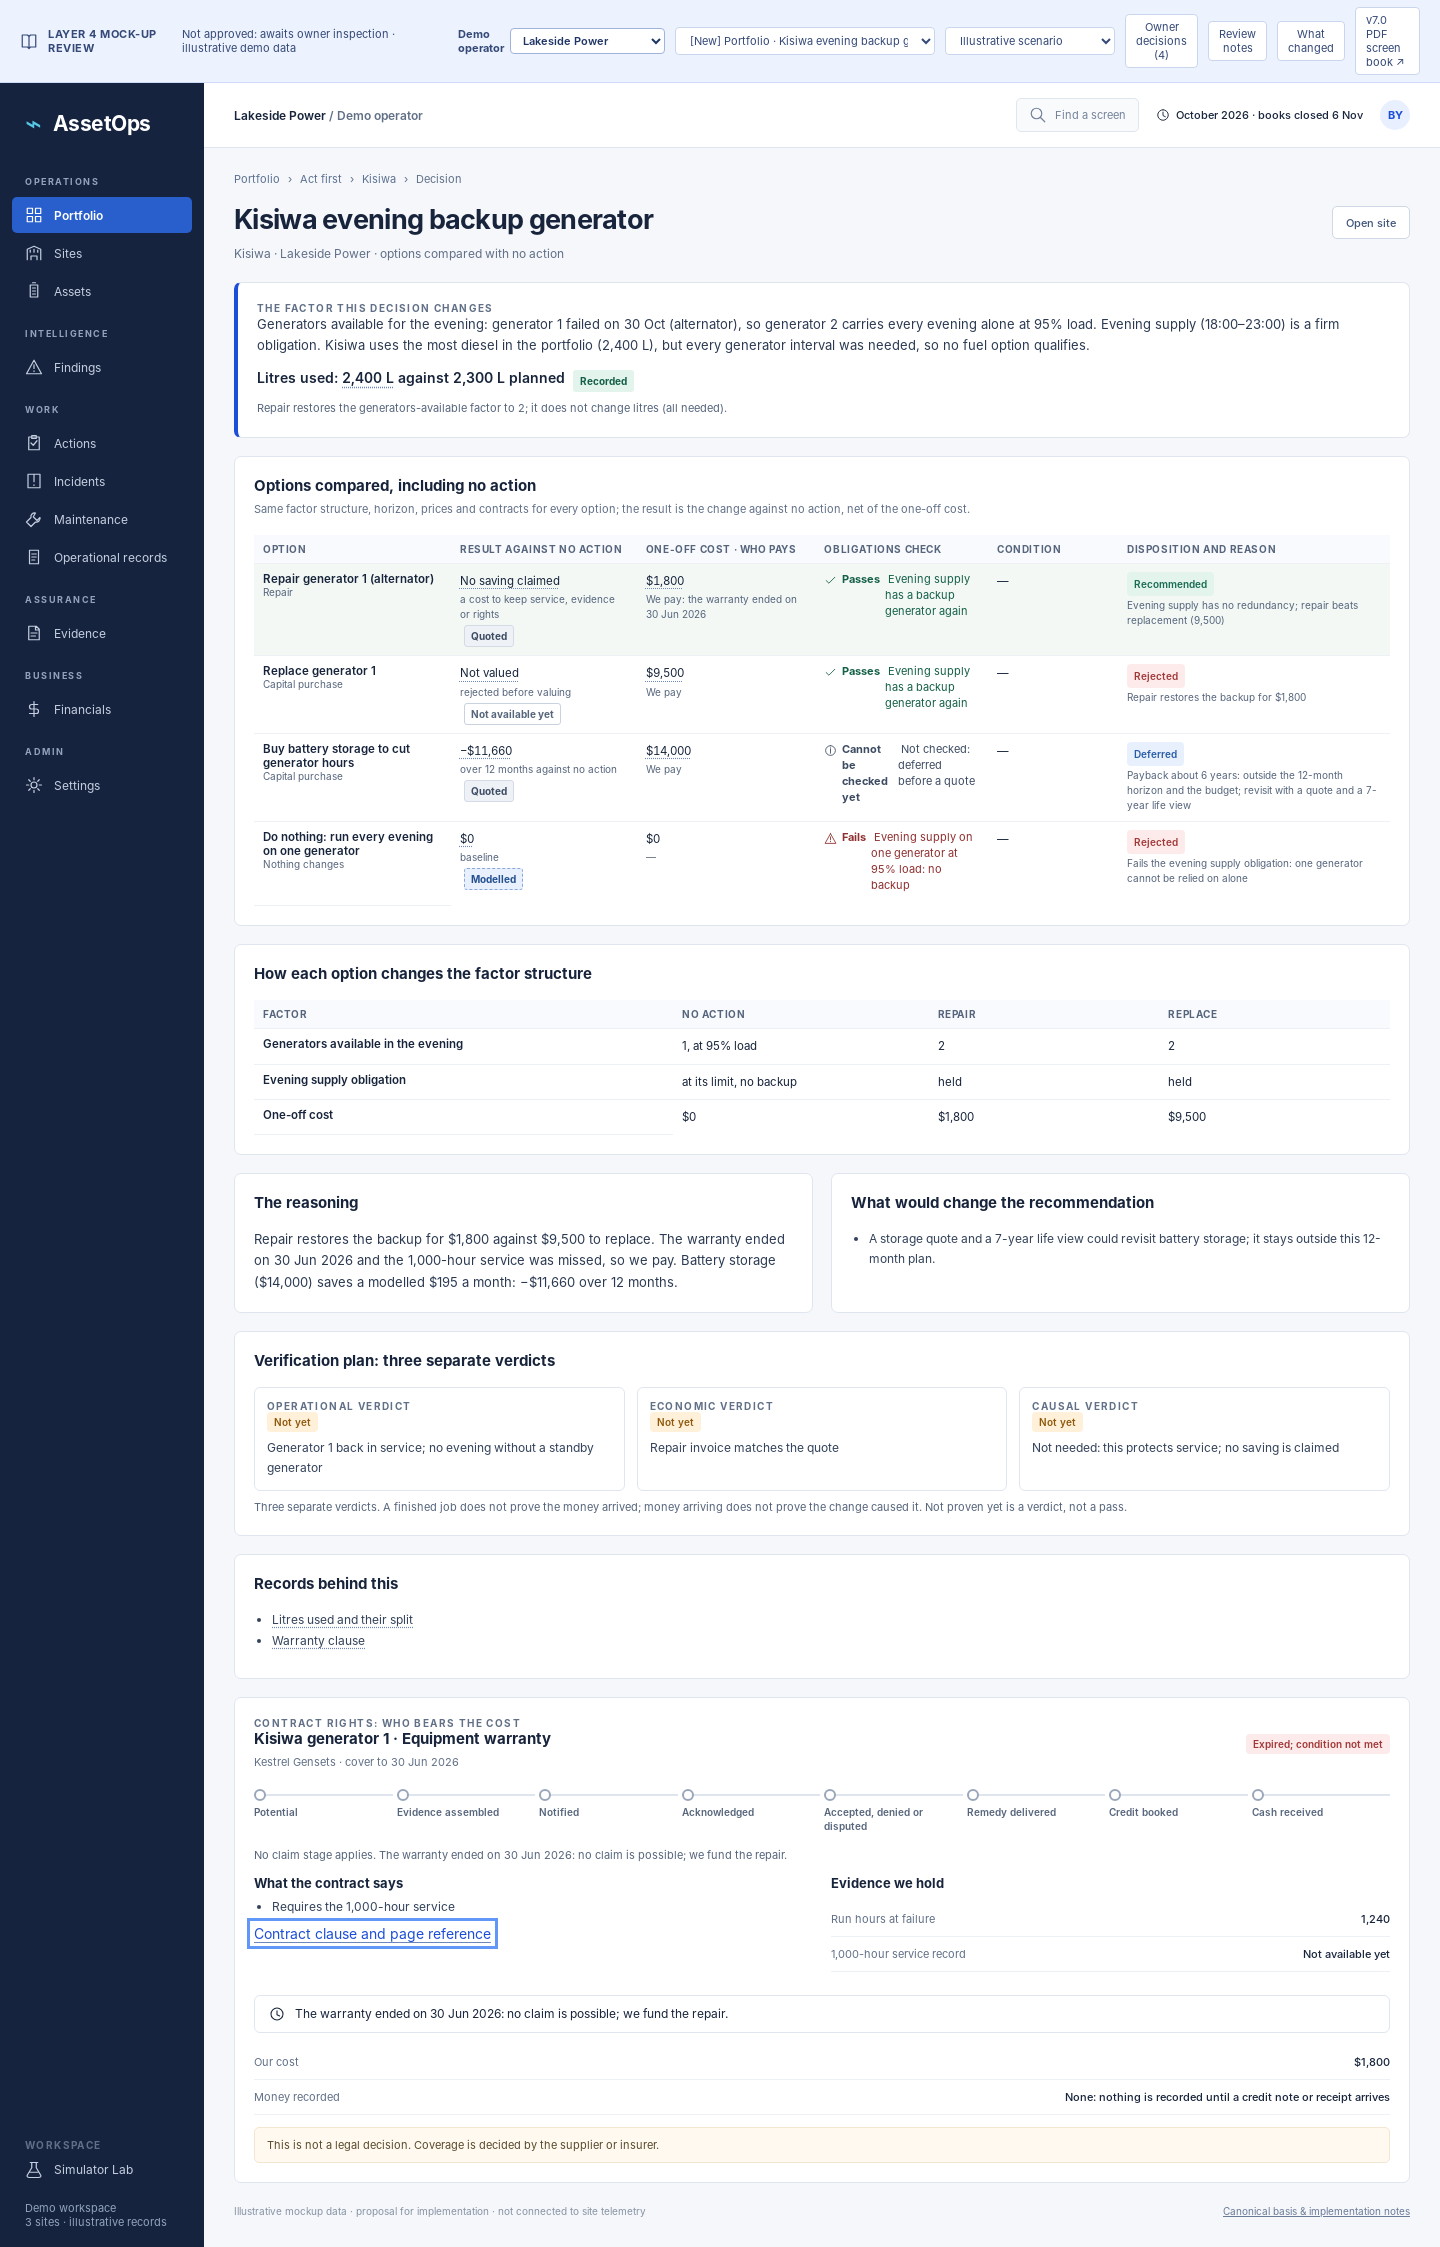 LAYER 4 MOCK-UP
REVIEW
Not approved: awaits owner inspection ·
illustrative demo data
Demo
operator
Lakeside Power
[New] Portfolio · Kisiwa evening backup g
Illustrative scenario
Owner
decisions
(4)
Review
notes
What
changed
v7.0
PDF
screen
book ↗
AssetOps
OPERATIONS
Portfolio
Sites
Assets
INTELLIGENCE
Findings
WORK
Actions
Incidents
Maintenance
Operational records
ASSURANCE
Evidence
BUSINESS
Financials
ADMIN
Settings
WORKSPACE
Simulator Lab
Demo workspace
3 sites · illustrative records
Lakeside Power / Demo operator
Find a screen
October 2026 · books closed 6 Nov
BY
Portfolio › Act first › Kisiwa › Decision
Kisiwa evening backup generator
Open site
Kisiwa · Lakeside Power · options compared with no action
THE FACTOR THIS DECISION CHANGES
Generators available for the evening: generator 1 failed on 30 Oct (alternator), so generator 2 carries every evening alone at 95% load. Evening supply (18:00–23:00) is a firm
obligation. Kisiwa uses the most diesel in the portfolio (2,400 L), but every generator interval was needed, so no fuel option qualifies.
Litres used: 2,400 L against 2,300 L planned Recorded
Repair restores the generators-available factor to 2; it does not change litres (all needed).
Options compared, including no action
Same factor structure, horizon, prices and contracts for every option; the result is the change against no action, net of the one-off cost.
OPTION RESULT AGAINST NO ACTION ONE-OFF COST · WHO PAYS OBLIGATIONS CHECK CONDITION DISPOSITION AND REASON
Repair generator 1 (alternator)
Repair
No saving claimed
a cost to keep service, evidence
or rights
Quoted
$1,800
We pay: the warranty ended on
30 Jun 2026
Passes Evening supply
has a backup
generator again
—
Recommended
Evening supply has no redundancy; repair beats
replacement (9,500)
Replace generator 1
Capital purchase
Not valued
rejected before valuing
Not available yet
$9,500
We pay
Passes Evening supply
has a backup
generator again
—
Rejected
Repair restores the backup for $1,800
Buy battery storage to cut
generator hours
Capital purchase
−$11,660
over 12 months against no action
Quoted
$14,000
We pay
Cannot
be
checked
yet
Not checked:
deferred
before a quote
—
Deferred
Payback about 6 years: outside the 12-month
horizon and the budget; revisit with a quote and a 7-
year life view
Do nothing: run every evening
on one generator
Nothing changes
$0
baseline
Modelled
$0
—
Fails Evening supply on
one generator at
95% load: no
backup
—
Rejected
Fails the evening supply obligation: one generator
cannot be relied on alone
How each option changes the factor structure
FACTOR NO ACTION REPAIR REPLACE
Generators available in the evening 1, at 95% load 2 2
Evening supply obligation at its limit, no backup held held
One-off cost $0 $1,800 $9,500
The reasoning
Repair restores the backup for $1,800 against $9,500 to replace. The warranty ended
on 30 Jun 2026 and the 1,000-hour service was missed, so we pay. Battery storage
($14,000) saves a modelled $195 a month: −$11,660 over 12 months.
What would change the recommendation
• A storage quote and a 7-year life view could revisit battery storage; it stays outside this 12-
month plan.
Verification plan: three separate verdicts
OPERATIONAL VERDICT
Not yet
Generator 1 back in service; no evening without a standby
generator
ECONOMIC VERDICT
Not yet
Repair invoice matches the quote
CAUSAL VERDICT
Not yet
Not needed: this protects service; no saving is claimed
Three separate verdicts. A finished job does not prove the money arrived; money arriving does not prove the change caused it. Not proven yet is a verdict, not a pass.
Records behind this
• Litres used and their split
• Warranty clause
CONTRACT RIGHTS: WHO BEARS THE COST
Kisiwa generator 1 · Equipment warranty
Expired; condition not met
Kestrel Gensets · cover to 30 Jun 2026
Potential
Evidence assembled
Notified
Acknowledged
Accepted, denied or
disputed
Remedy delivered
Credit booked
Cash received
No claim stage applies. The warranty ended on 30 Jun 2026: no claim is possible; we fund the repair.
What the contract says
• Requires the 1,000-hour service
Contract clause and page reference
Evidence we hold
Run hours at failure 1,240
1,000-hour service record Not available yet
The warranty ended on 30 Jun 2026: no claim is possible; we fund the repair.
Our cost $1,800
Money recorded None: nothing is recorded until a credit note or receipt arrives
This is not a legal decision. Coverage is decided by the supplier or insurer.
Illustrative mockup data · proposal for implementation · not connected to site telemetry
Canonical basis & implementation notes